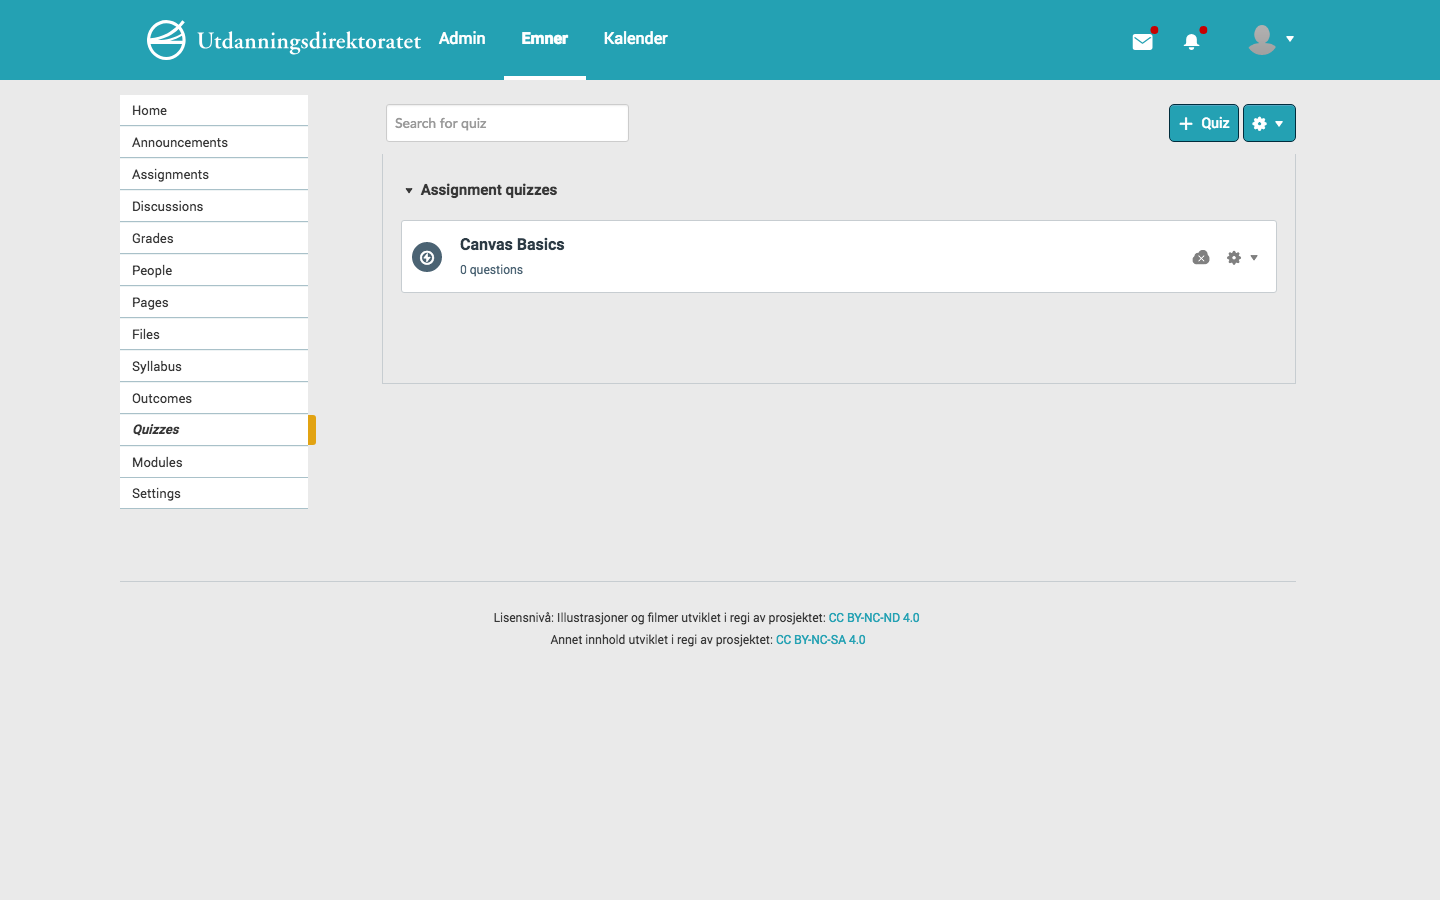 Utdanningsdirektoratet Admin Emner Kalender
Home
Announcements
Assignments
Discussions
Grades
People
Pages
Files
Syllabus
Outcomes
Quizzes
Modules
Settings
Search for quiz
Quiz
Assignment quizzes
Canvas Basics
0 questions
Lisensnivå: Illustrasjoner og filmer utviklet i regi av prosjektet: CC BY-NC-ND 4.0
Annet innhold utviklet i regi av prosjektet: CC BY-NC-SA 4.0